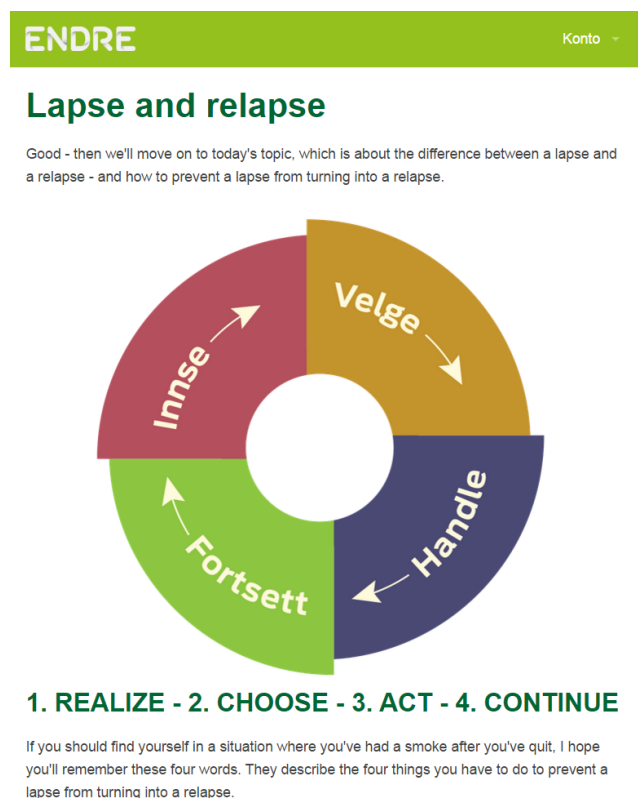 ENDRE
Konto
Lapse and relapse
Good - then we'll move on to today's topic, which is about the difference between a lapse and
a relapse - and how to prevent a lapse from turning into a relapse.
Innse
Velge
Handle
Fortsett
1. REALIZE - 2. CHOOSE - 3. ACT - 4. CONTINUE
If you should find yourself in a situation where you've had a smoke after you've quit, I hope
you'll remember these four words. They describe the four things you have to do to prevent a
lapse from turning into a relapse.